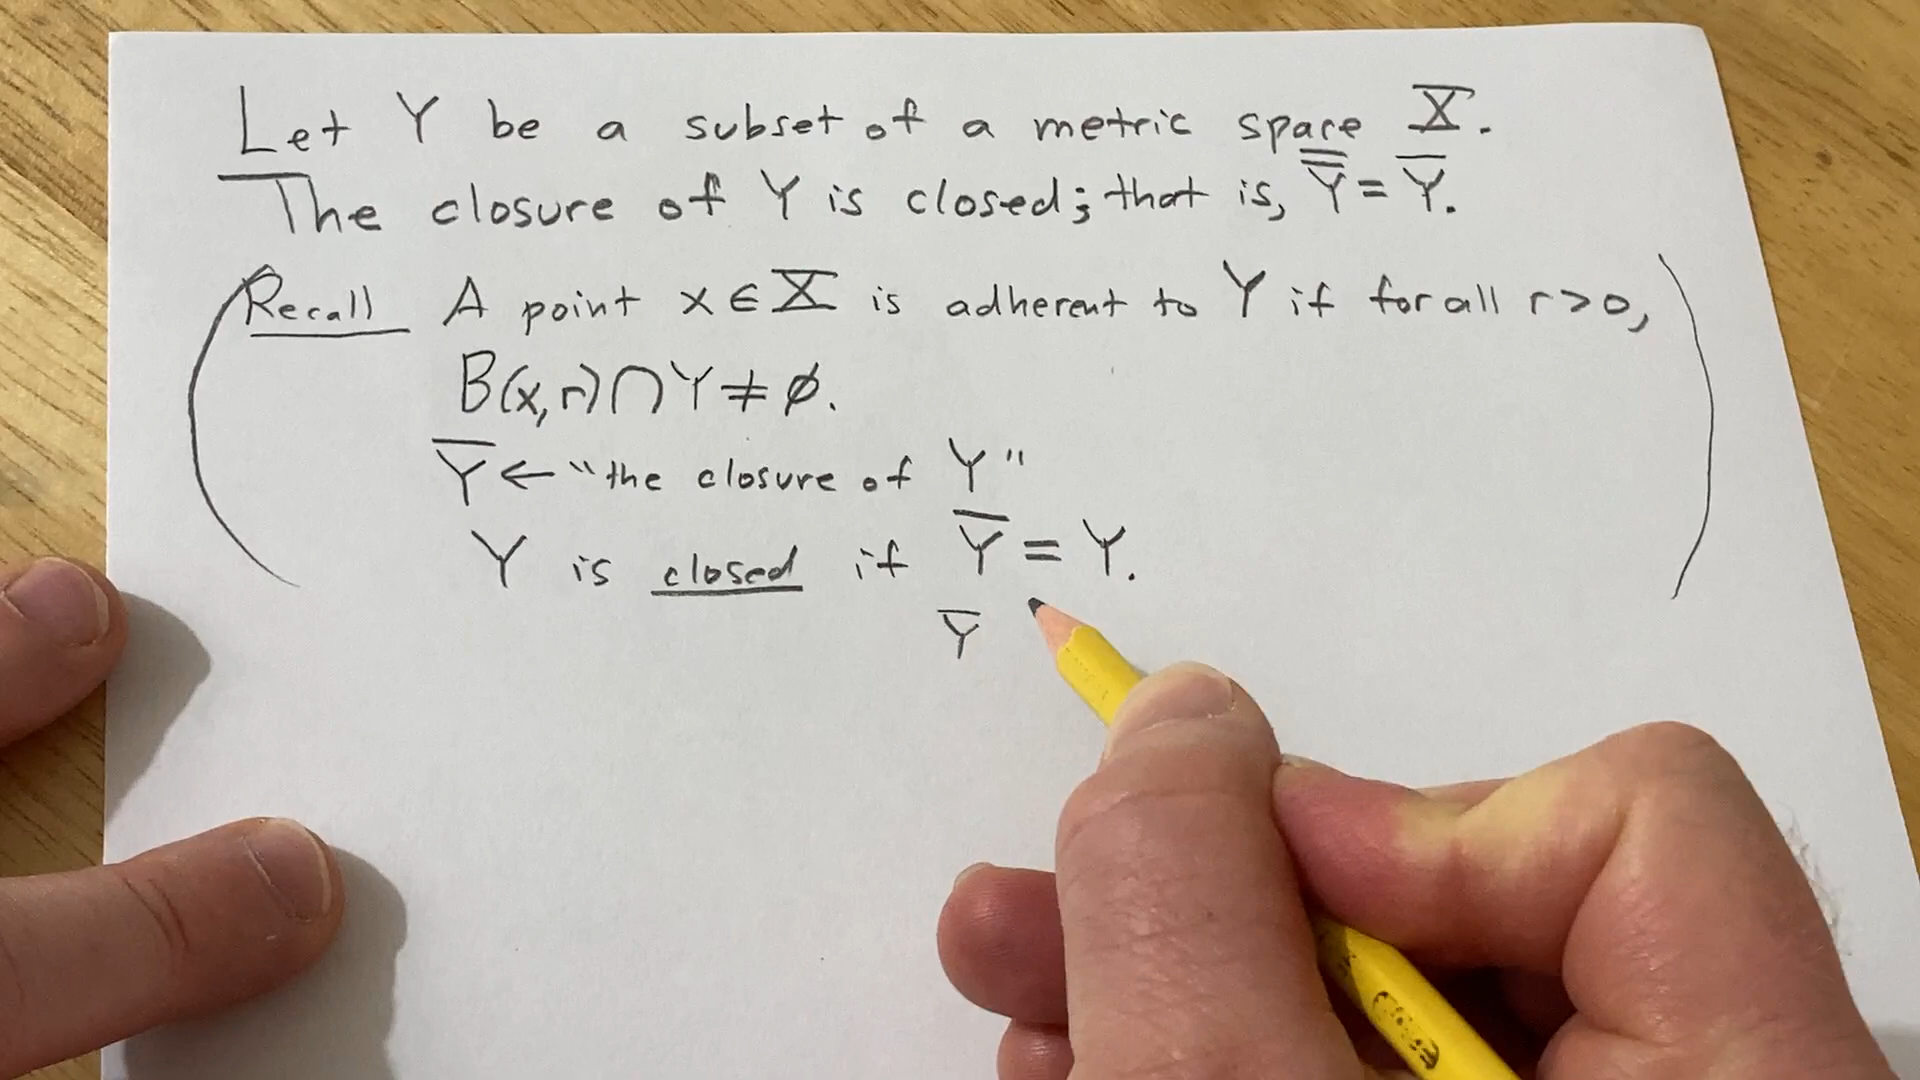 Let Y be a subset of a metric space X.
The closure of Y is closed; that is, Y̿ = Y̅.
Recall A point x ∈ X is adherent to Y if for all r > 0,
B(x, r) ∩ Y ≠ ∅.
Y̅ ← "the closure of Y"
Y is closed if Y̅ = Y.
Y̅